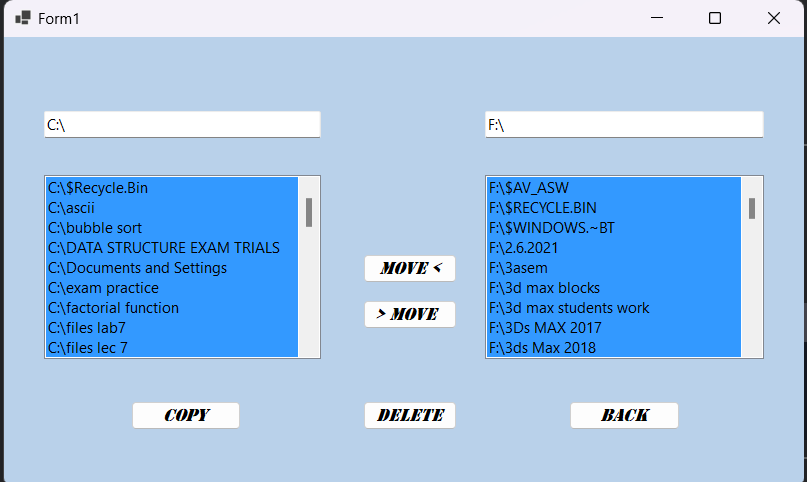 Form1
C:\
F:\
C:\$Recycle.Bin
C:\ascii
C:\bubble sort
C:\DATA STRUCTURE EXAM TRIALS
C:\Documents and Settings
C:\exam practice
C:\factorial function
C:\files lab7
C:\files lec 7
MOVE <
> MOVE
F:\$AV_ASW
F:\$RECYCLE.BIN
F:\$WINDOWS.~BT
F:\2.6.2021
F:\3asem
F:\3d max blocks
F:\3d max students work
F:\3Ds MAX 2017
F:\3ds Max 2018
COPY
DELETE
BACK